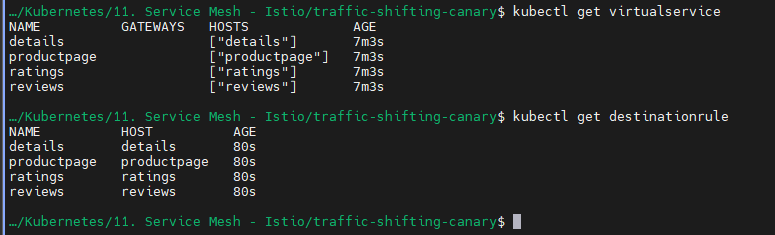 …/Kubernetes/11. Service Mesh - Istio/traffic-shifting-canary$ kubectl get virtualservice
NAME GATEWAYS HOSTS AGE
details ["details"] 7m3s
productpage ["productpage"] 7m3s
ratings ["ratings"] 7m3s
reviews ["reviews"] 7m3s
…/Kubernetes/11. Service Mesh - Istio/traffic-shifting-canary$ kubectl get destinationrule
NAME HOST AGE
details details 80s
productpage productpage 80s
ratings ratings 80s
reviews reviews 80s
…/Kubernetes/11. Service Mesh - Istio/traffic-shifting-canary$